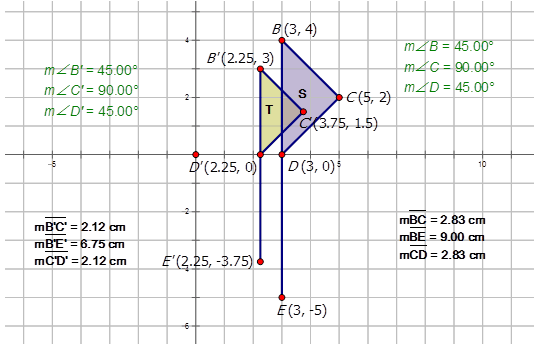 B (3, 4)
B' (2.25, 3)
m∠B = 45.00°
m∠C = 90.00°
m∠D = 45.00°
m∠B' = 45.00°
m∠C' = 90.00°
m∠D' = 45.00°
4
2
S
T
C (5, 2)
C' (3.75, 1.5)
D' (2.25, 0)
D (3, 0)
-5
5
10
-2
-4
-6
mB'C' = 2.12 cm
mB'E' = 6.75 cm
mC'D' = 2.12 cm
mBC = 2.83 cm
mBE = 9.00 cm
mCD = 2.83 cm
E' (2.25, -3.75)
E (3, -5)